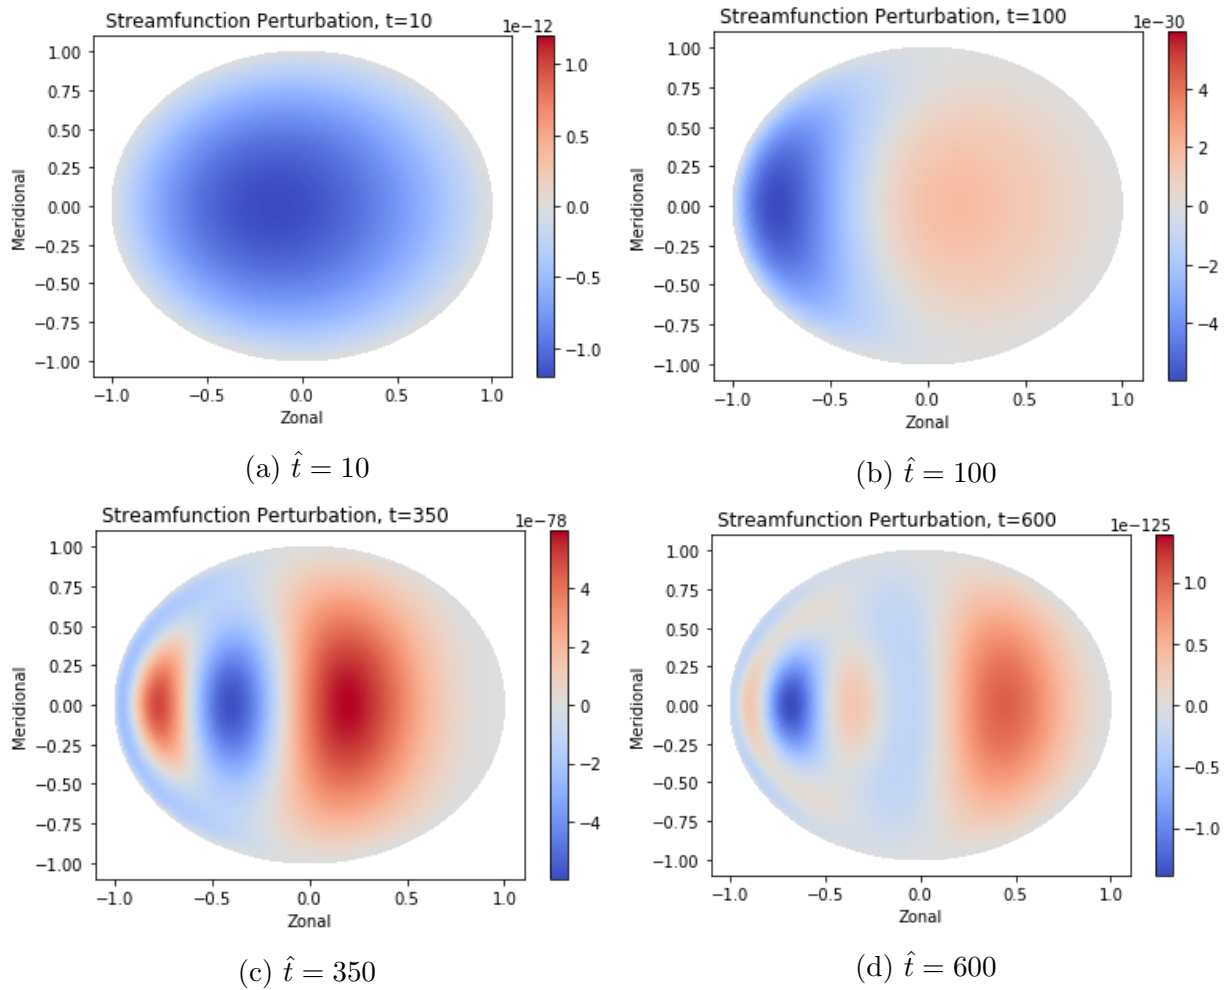 Streamfunction Perturbation, t=10
1e−12
1.00
0.75
0.50
0.25
0.00
−0.25
−0.50
−0.75
−1.00
Meridional
−1.0 −0.5 0.0 0.5 1.0
Zonal
1.0
0.5
0.0
−0.5
−1.0
(a) t̂ = 10
Streamfunction Perturbation, t=100
1e−30
1.00
0.75
0.50
0.25
0.00
−0.25
−0.50
−0.75
−1.00
Meridional
−1.0 −0.5 0.0 0.5 1.0
Zonal
4
2
0
−2
−4
(b) t̂ = 100
Streamfunction Perturbation, t=350
1e−78
1.00
0.75
0.50
0.25
0.00
−0.25
−0.50
−0.75
−1.00
Meridional
−1.0 −0.5 0.0 0.5 1.0
Zonal
4
2
0
−2
−4
(c) t̂ = 350
Streamfunction Perturbation, t=600
1e−125
1.00
0.75
0.50
0.25
0.00
−0.25
−0.50
−0.75
−1.00
Meridional
−1.0 −0.5 0.0 0.5 1.0
Zonal
1.0
0.5
0.0
−0.5
−1.0
(d) t̂ = 600